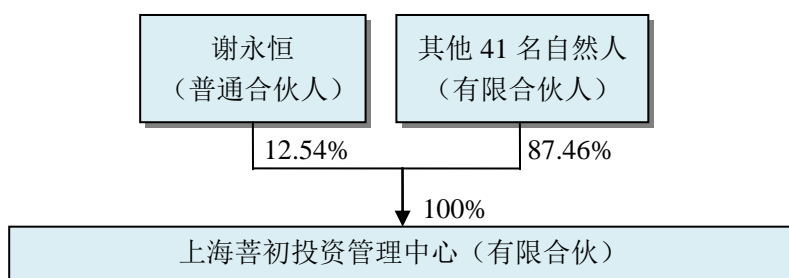 谢永恒
（普通合伙人）
其他 41 名自然人
（有限合伙人）
12.54%
87.46%
100%
上海菩初投资管理中心（有限合伙）